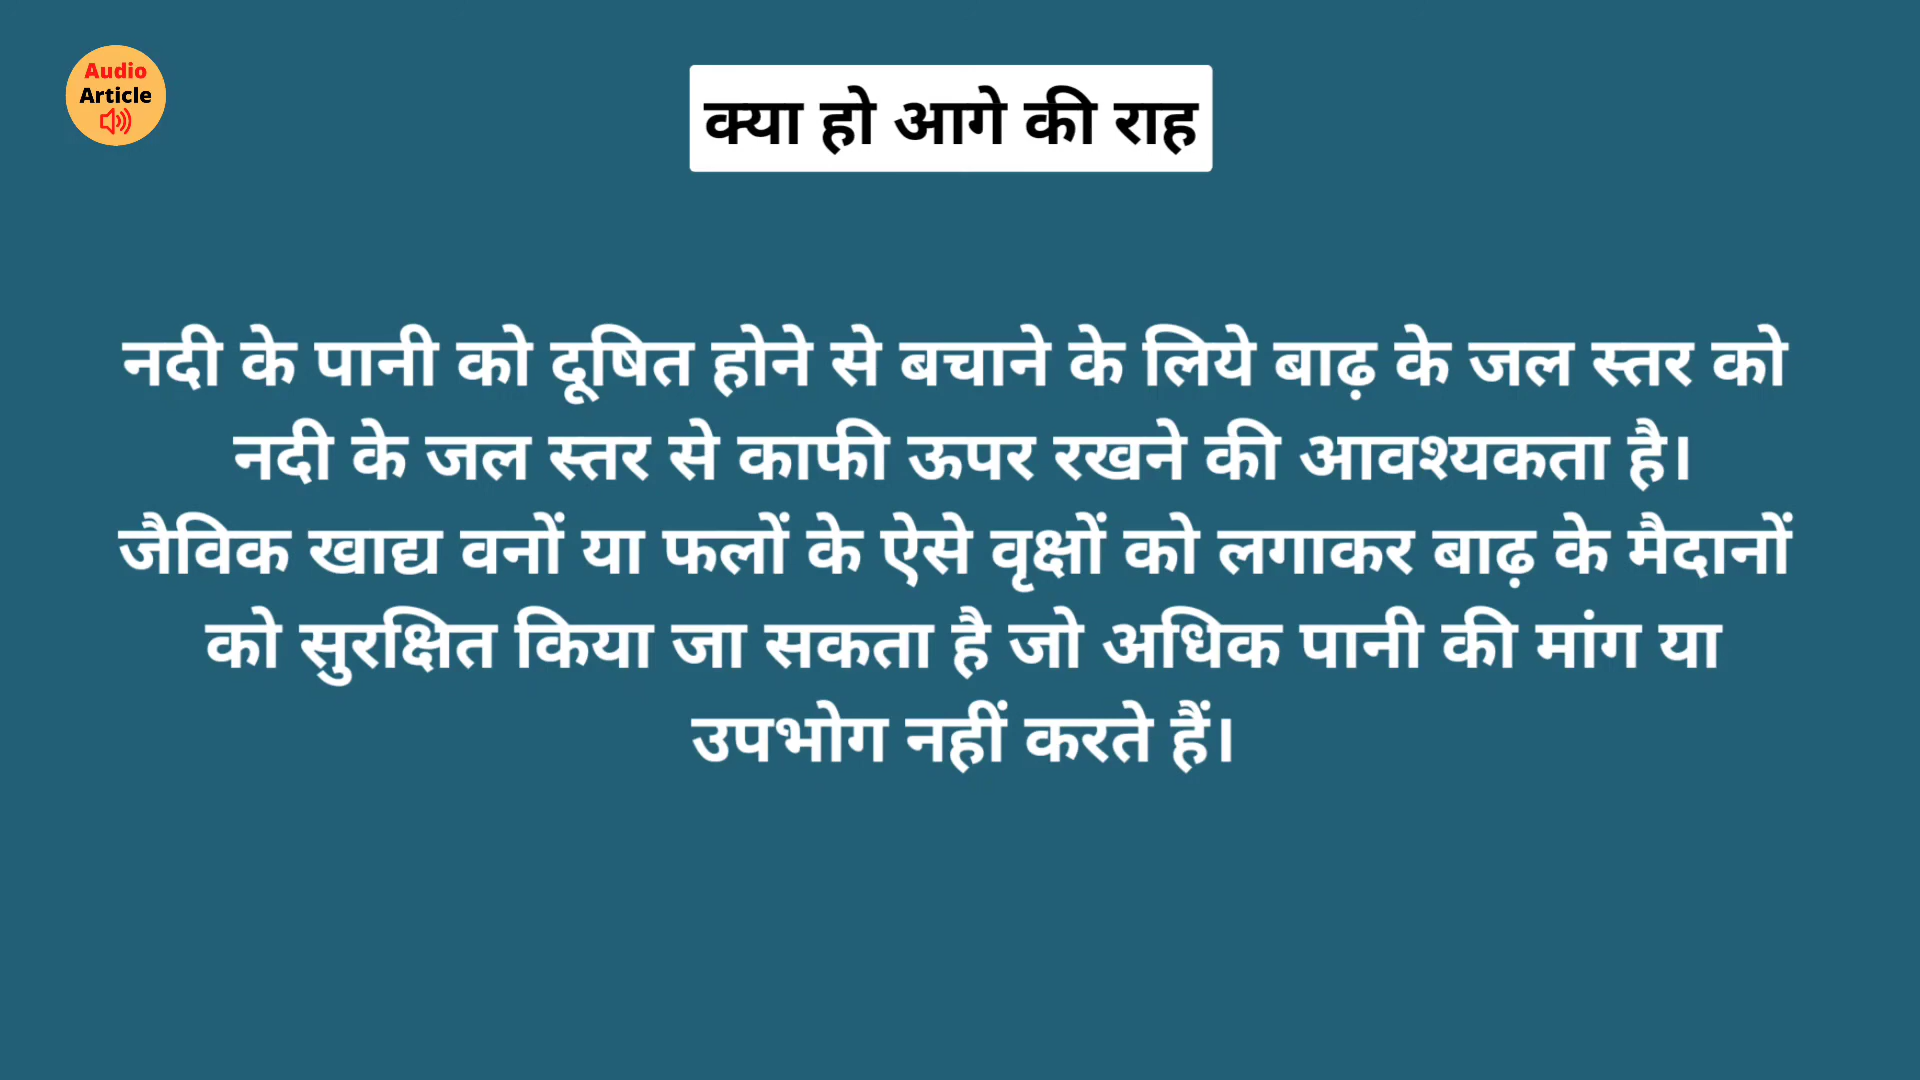 Audio
Article
क्या हो आगे की राह
नदी के पानी को दूषित होने से बचाने के लिये बाढ़ के जल स्तर को
नदी के जल स्तर से काफी ऊपर रखने की आवश्यकता है।
जैविक खाद्य वनों या फलों के ऐसे वृक्षों को लगाकर बाढ़ के मैदानों
को सुरक्षित किया जा सकता है जो अधिक पानी की मांग या
उपभोग नहीं करते हैं।